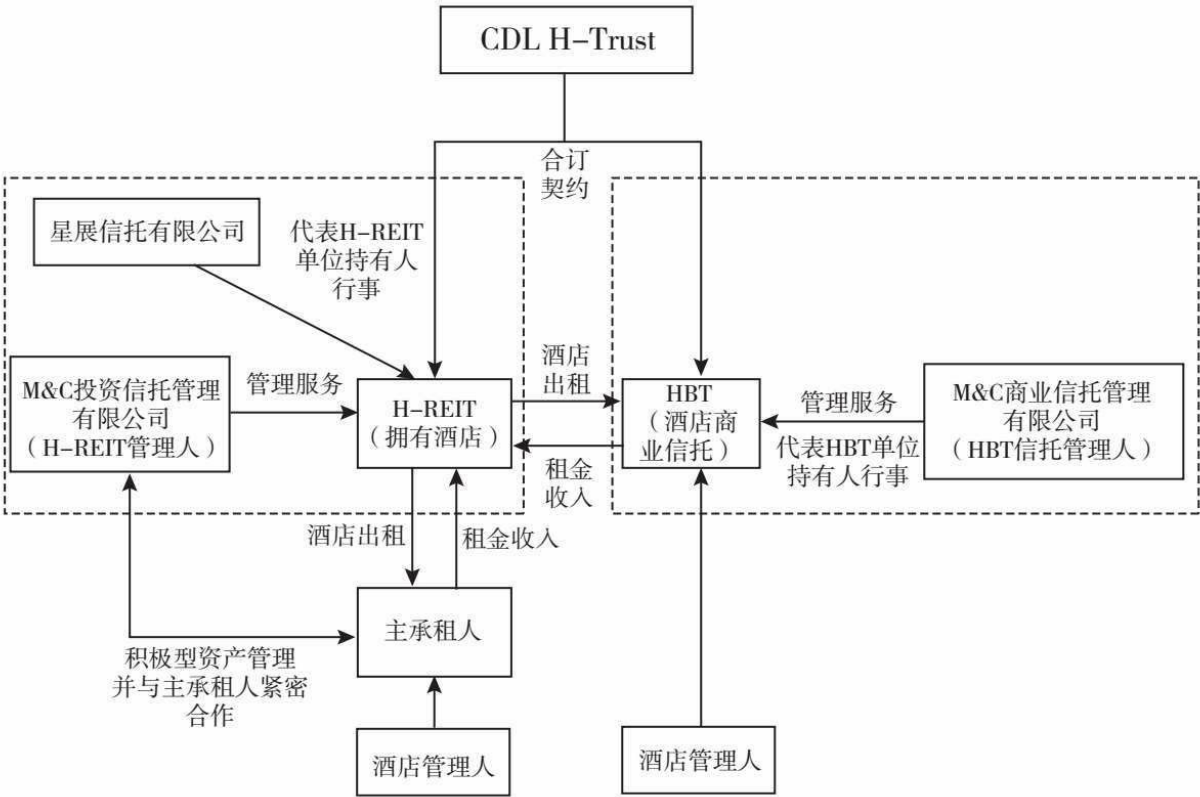 CDL H–Trust
合订
契约
星展信托有限公司
代表H–REIT
单位持有人
行事
M&C投资信托管理
有限公司
（H–REIT管理人）
管理服务
H–REIT
（拥有酒店）
酒店
出租
租金
收入
HBT
（酒店商
业信托）
管理服务
代表HBT单位
持有人行事
M&C商业信托管理
有限公司
（HBT信托管理人）
酒店出租
租金收入
主承租人
积极型资产管理
并与主承租人紧密
合作
酒店管理人
酒店管理人